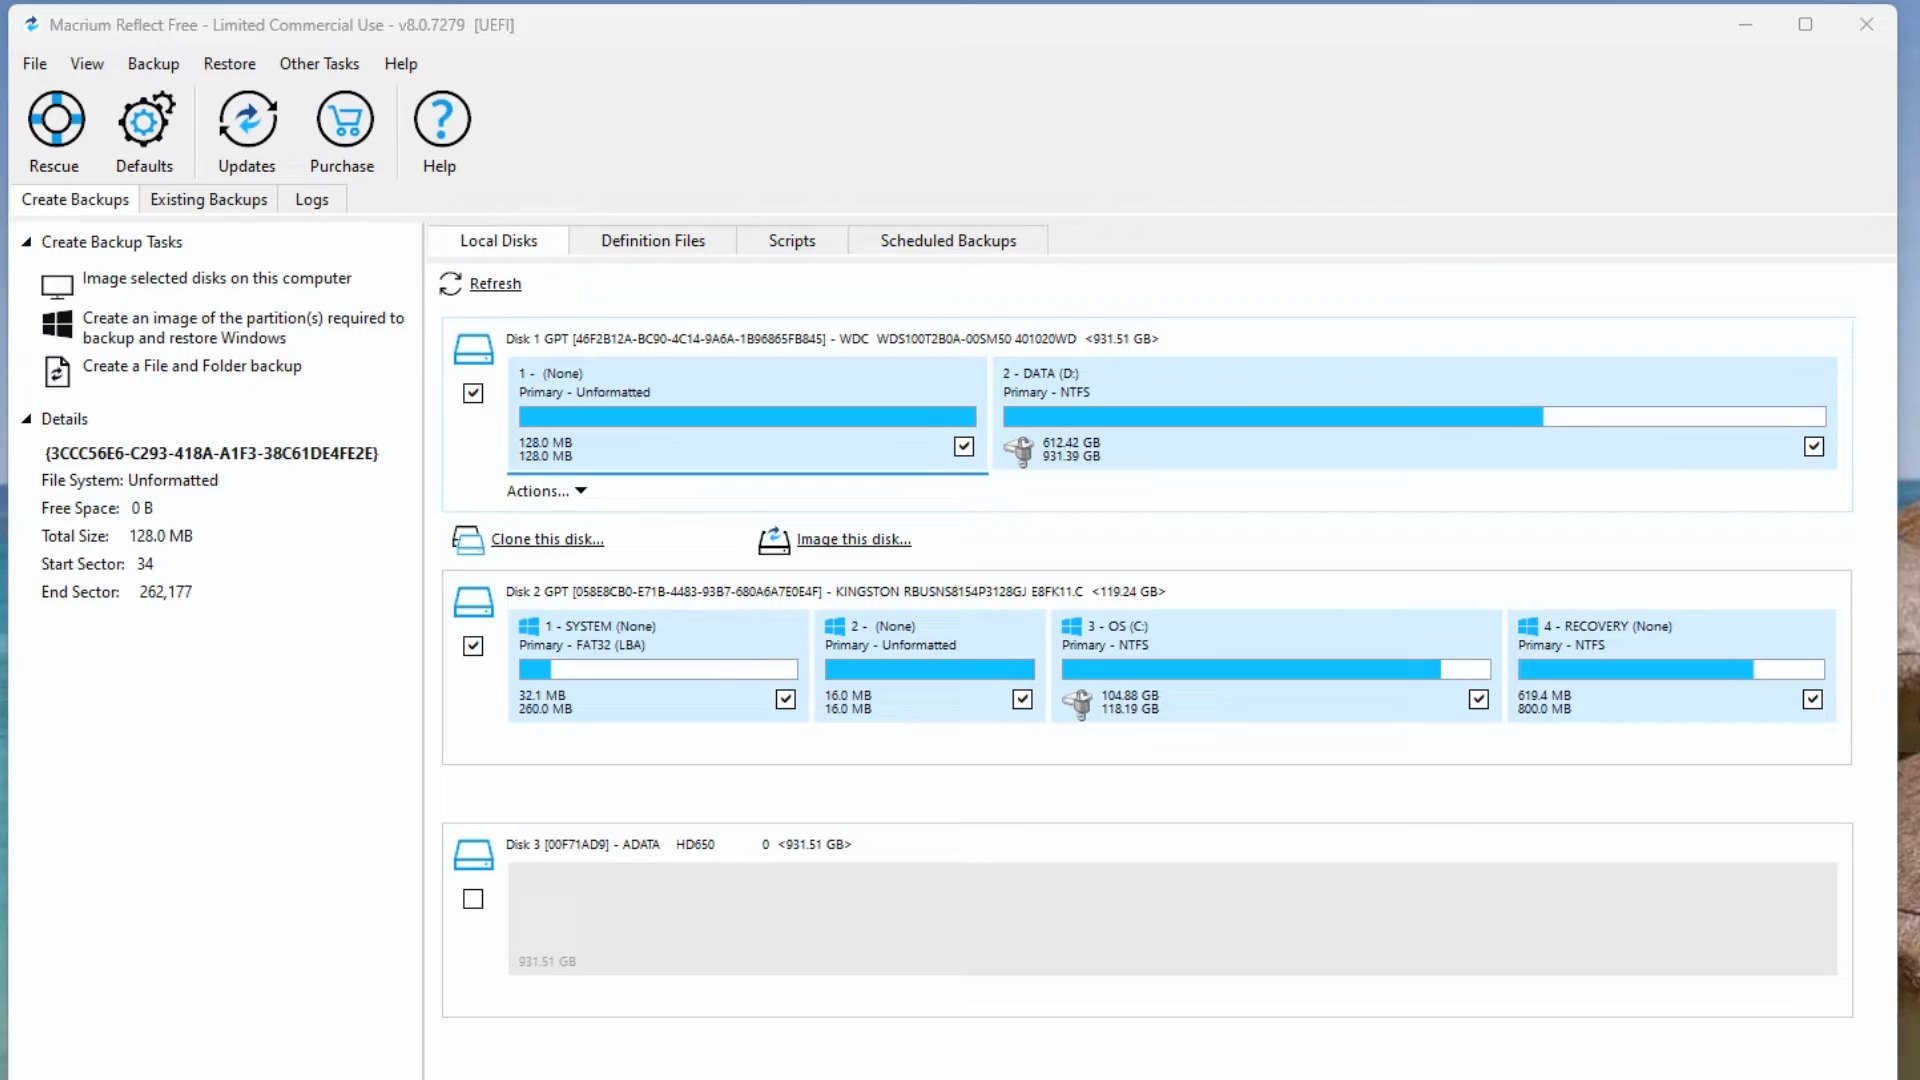 Macrium Reflect Free - Limited Commercial Use - v8.0.7279 [UEFI]
File View Backup Restore Other Tasks Help
Rescue Defaults Updates Purchase Help
Create Backups Existing Backups Logs
Create Backup Tasks
Image selected disks on this computer
Create an image of the partition(s) required to
backup and restore Windows
Create a File and Folder backup
Details
{3CCC56E6-C293-418A-A1F3-38C61DE4FE2E}
File System: Unformatted
Free Space: 0 B
Total Size: 128.0 MB
Start Sector: 34
End Sector: 262,177
Local Disks Definition Files Scripts Scheduled Backups
Refresh
Disk 1 GPT [46F2B12A-BC90-4C14-9A6A-1B96865FB845] - WDC WDS100T2B0A-00SM50 401020WD <931.51 GB>
1 - (None)
Primary - Unformatted
128.0 MB
128.0 MB
2 - DATA (D:)
Primary - NTFS
612.42 GB
931.39 GB
Actions...
Clone this disk... Image this disk...
Disk 2 GPT [058E8CB0-E71B-4483-93B7-680A6A7E0E4F] - KINGSTON RBUSNS8154P3128GJ E8FK11.C <119.24 GB>
1 - SYSTEM (None)
Primary - FAT32 (LBA)
32.1 MB
260.0 MB
2 - (None)
Primary - Unformatted
16.0 MB
16.0 MB
3 - OS (C:)
Primary - NTFS
104.88 GB
118.19 GB
4 - RECOVERY (None)
Primary - NTFS
619.4 MB
800.0 MB
Disk 3 [00F71AD9] - ADATA HD650 0 <931.51 GB>
931.51 GB